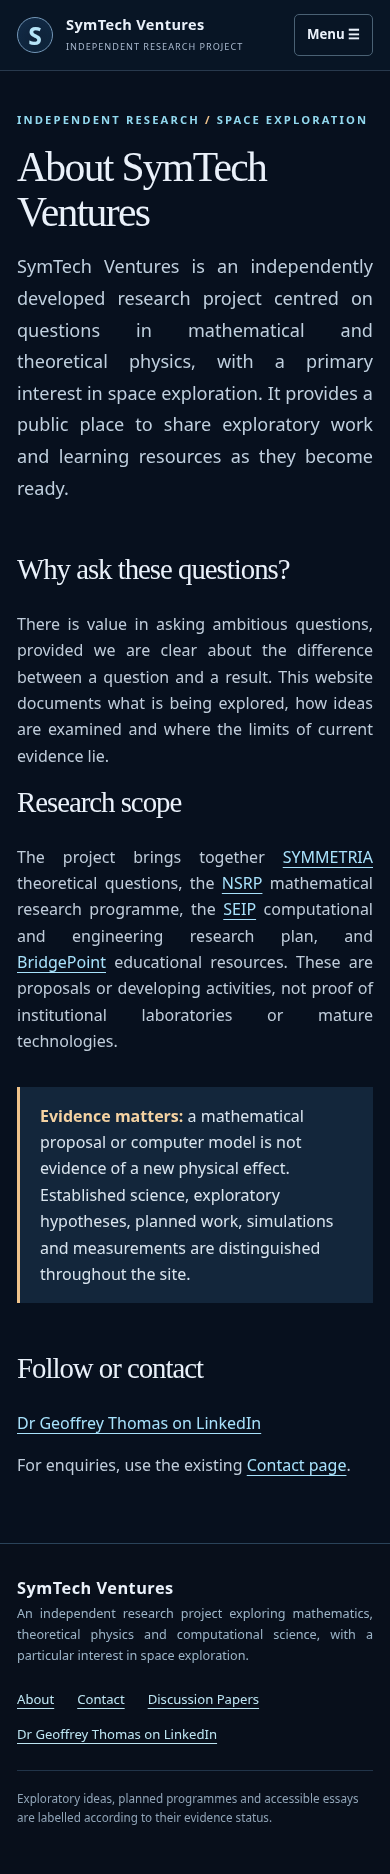 S
SymTech Ventures
INDEPENDENT RESEARCH PROJECT
Menu ☰
INDEPENDENT RESEARCH / SPACE EXPLORATION
About SymTech
Ventures
SymTech Ventures is an independently
developed research project centred on
questions in mathematical and
theoretical physics, with a primary
interest in space exploration. It provides a
public place to share exploratory work
and learning resources as they become
ready.
Why ask these questions?
There is value in asking ambitious questions,
provided we are clear about the difference
between a question and a result. This website
documents what is being explored, how ideas
are examined and where the limits of current
evidence lie.
Research scope
The project brings together SYMMETRIA
theoretical questions, the NSRP mathematical
research programme, the SEIP computational
and engineering research plan, and
BridgePoint educational resources. These are
proposals or developing activities, not proof of
institutional laboratories or mature
technologies.
Evidence matters: a mathematical
proposal or computer model is not
evidence of a new physical effect.
Established science, exploratory
hypotheses, planned work, simulations
and measurements are distinguished
throughout the site.
Follow or contact
Dr Geoffrey Thomas on LinkedIn
For enquiries, use the existing Contact page.
SymTech Ventures
An independent research project exploring mathematics,
theoretical physics and computational science, with a
particular interest in space exploration.
About Contact Discussion Papers
Dr Geoffrey Thomas on LinkedIn
Exploratory ideas, planned programmes and accessible essays
are labelled according to their evidence status.